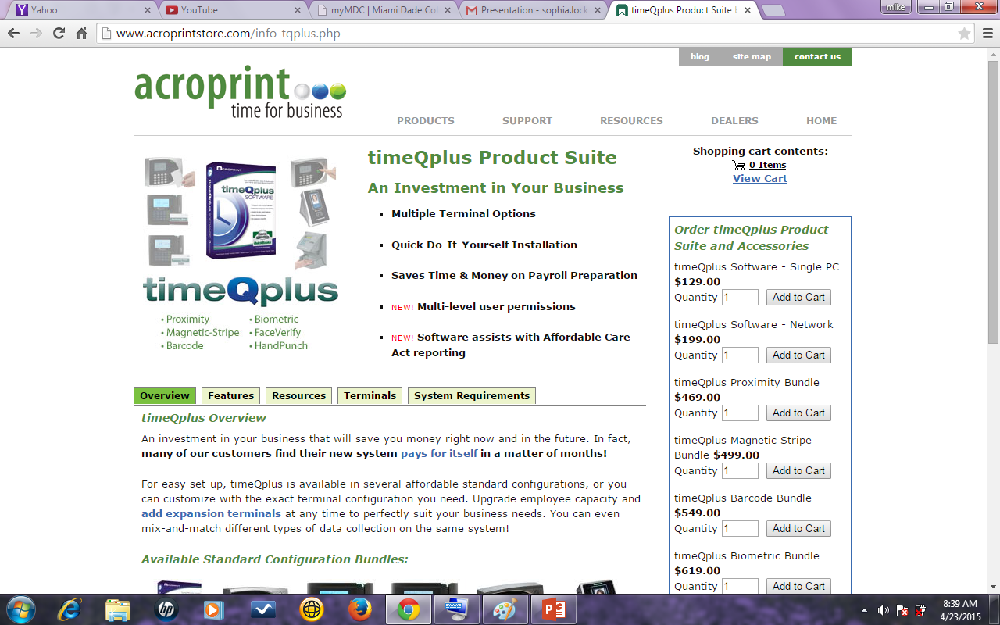 Yahoo
YouTube
myMDC | Miami Dade Col
Presentation - sophia.lock
timeQplus Product Suite b
mike
www.acroprintstore.com/info-tqplus.php
blog site map contact us
acroprint
time for business
PRODUCTS SUPPORT RESOURCES DEALERS HOME
ACROPRINT
timeQplus
SOFTWARE
QuickBooks
timeQplus
• Proximity • Biometric
• Magnetic-Stripe • FaceVerify
• Barcode • HandPunch
timeQplus Product Suite
An Investment in Your Business
Multiple Terminal Options
Quick Do-It-Yourself Installation
Saves Time & Money on Payroll Preparation
NEW! Multi-level user permissions
NEW! Software assists with Affordable Care
Act reporting
Shopping cart contents:
0 Items
View Cart
Order timeQplus Product
Suite and Accessories
timeQplus Software - Single PC
$129.00
Quantity 1 Add to Cart
timeQplus Software - Network
$199.00
Quantity 1 Add to Cart
timeQplus Proximity Bundle
$469.00
Quantity 1 Add to Cart
timeQplus Magnetic Stripe
Bundle $499.00
Quantity 1 Add to Cart
timeQplus Barcode Bundle
$549.00
Quantity 1 Add to Cart
timeQplus Biometric Bundle
$619.00
Quantity 1 Add to Cart
Overview Features Resources Terminals System Requirements
timeQplus Overview
An investment in your business that will save you money right now and in the future. In fact,
many of our customers find their new system pays for itself in a matter of months!
For easy set-up, timeQplus is available in several affordable standard configurations, or you
can customize with the exact terminal configuration you need. Upgrade employee capacity and
add expansion terminals at any time to perfectly suit your business needs. You can even
mix-and-match different types of data collection on the same system!
Available Standard Configuration Bundles:
8:39 AM
4/23/2015